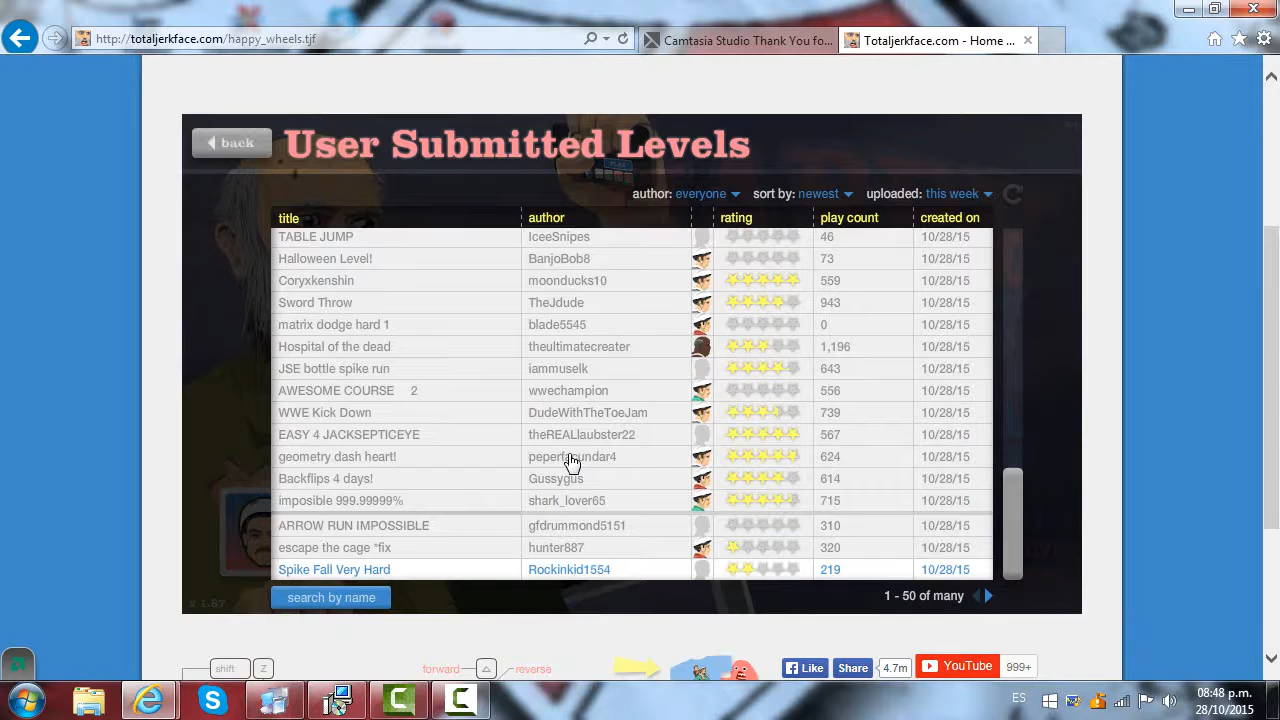 http://totaljerkface.com/happy_wheels.tjf
Camtasia Studio Thank You fo...
Totaljerkface.com - Home ...
back
User Submitted Levels
author: everyone sort by: newest uploaded: this week
title author rating play count created on
TABLE JUMP IceeSnipes 46 10/28/15
Halloween Level! BanjoBob8 73 10/28/15
Coryxkenshin moonducks10 559 10/28/15
Sword Throw TheJdude 943 10/28/15
matrix dodge hard 1 blade5545 0 10/28/15
Hospital of the dead theultimatecreater 1,196 10/28/15
JSE bottle spike run iammuselk 643 10/28/15
AWESOME COURSE 2 wwechampion 556 10/28/15
WWE Kick Down DudeWithTheToeJam 739 10/28/15
EASY 4 JACKSEPTICEYE theREALlaubster22 567 10/28/15
geometry dash heart! 624 10/28/15
Backflips 4 days! Gussygus 614 10/28/15
imposible 999.99999% shark_lover65 715 10/28/15
ARROW RUN IMPOSSIBLE gfdrummond5151 310 10/28/15
escape the cage *fix hunter887 320 10/28/15
Spike Fall Very Hard Rockinkid1554 219 10/28/15
search by name
1 - 50 of many
v 1.87
shift Z forward reverse
Like Share 4.7m YouTube 999+
ES
08:48 p.m.
28/10/2015